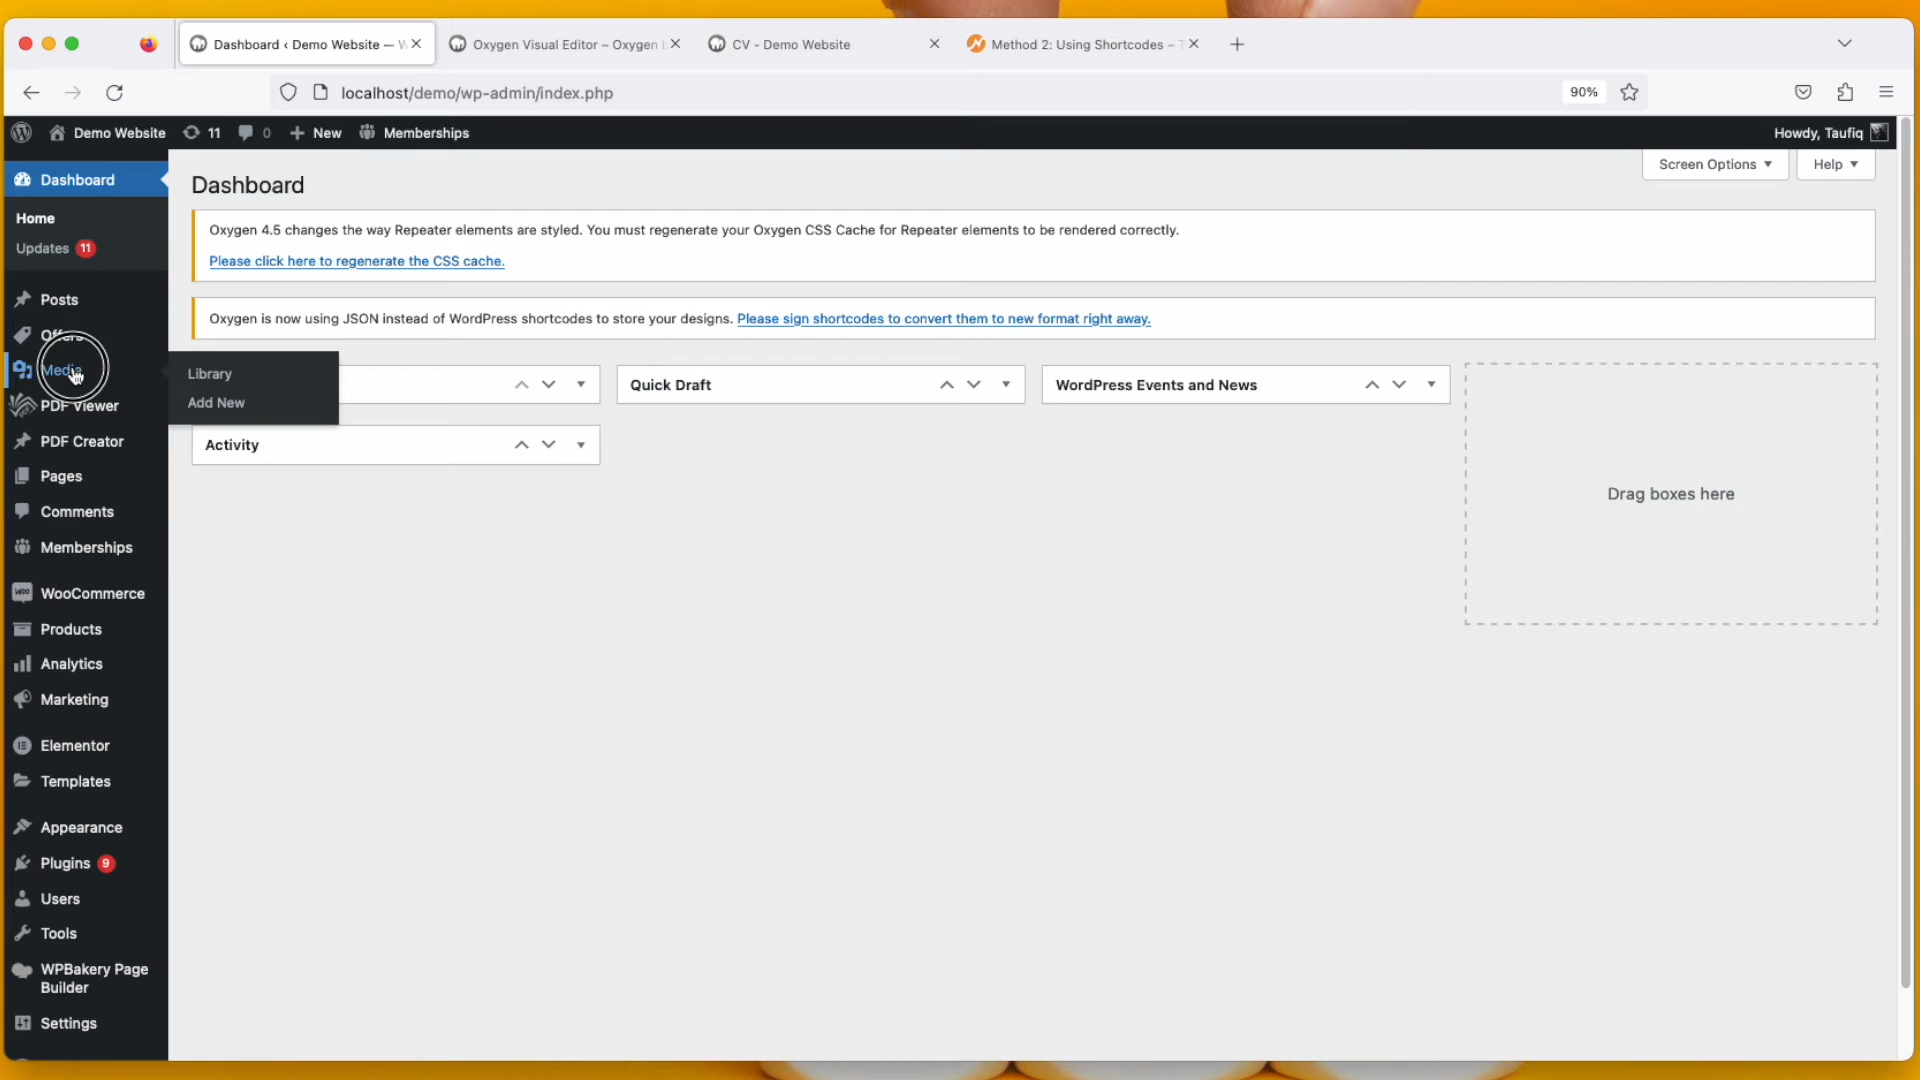 Dashboard ‹ Demo Website — W
Oxygen Visual Editor – Oxygen
CV - Demo Website
Method 2: Using Shortcodes –
localhost/demo/wp-admin/index.php
90%
Demo Website
11
0
New
Memberships
Howdy, Taufiq
Dashboard
Home
Updates 11
Posts
Offers
Media
PDF Viewer
PDF Creator
Pages
Comments
Memberships
WooCommerce
Products
Analytics
Marketing
Elementor
Templates
Appearance
Plugins 9
Users
Tools
WPBakery Page
Builder
Settings
Library
Add New
Screen Options
Help
Dashboard
Oxygen 4.5 changes the way Repeater elements are styled. You must regenerate your Oxygen CSS Cache for Repeater elements to be rendered correctly.
Please click here to regenerate the CSS cache.
Oxygen is now using JSON instead of WordPress shortcodes to store your designs. Please sign shortcodes to convert them to new format right away.
Quick Draft
WordPress Events and News
Activity
Drag boxes here